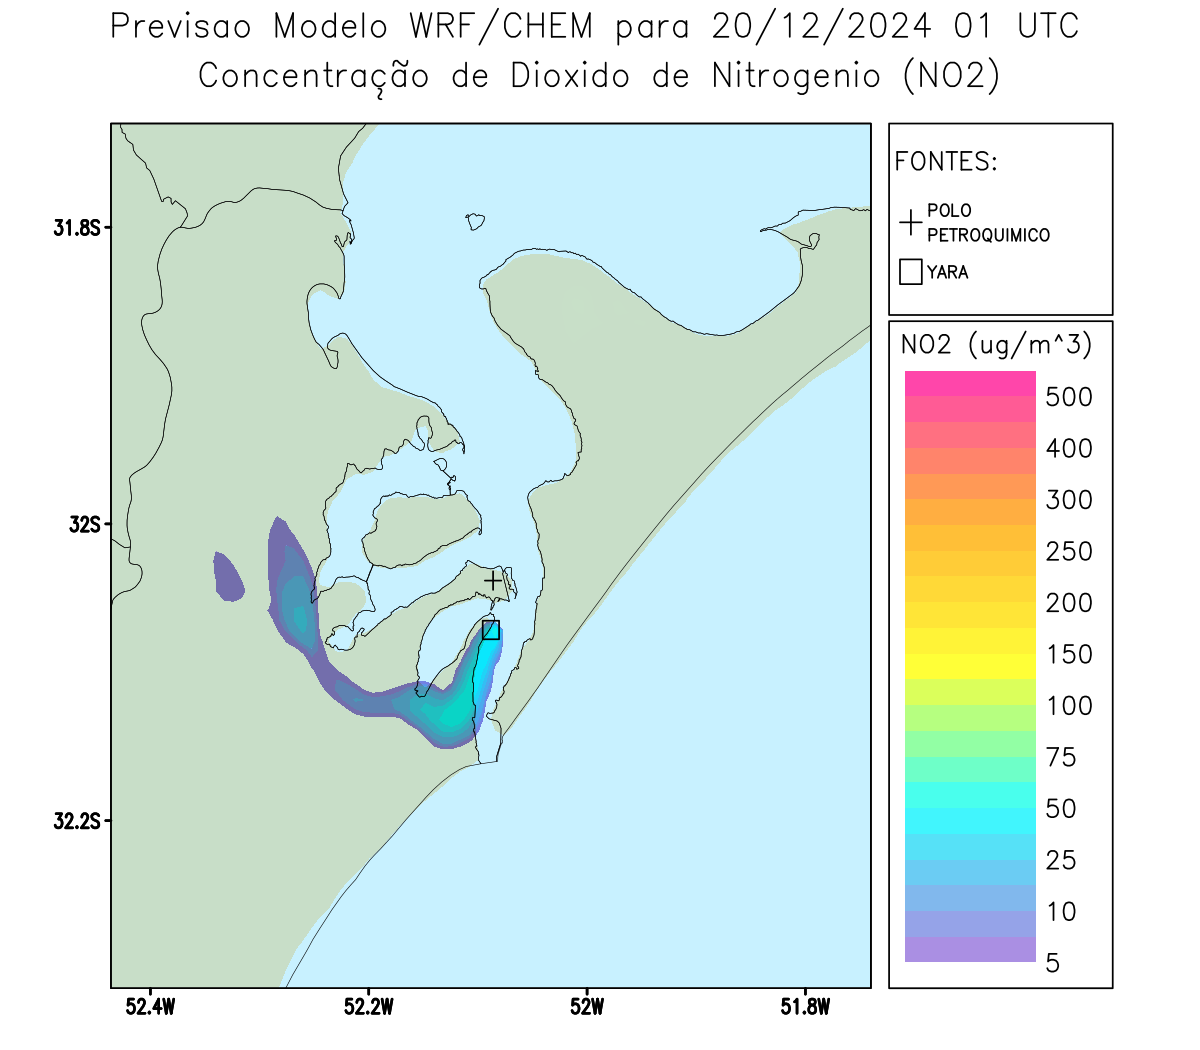 Previsao Modelo WRF/CHEM para 20/12/2024 01 UTC
Concentração de Dioxido de Nitrogenio (NO2)
FONTES:
POLO
PETROQUIMICO
YARA
NO2 (ug/m^3)
500
400
300
250
200
150
100
75
50
25
10
5
31.8S
32S
32.2S
52.4W
52.2W
52W
51.8W